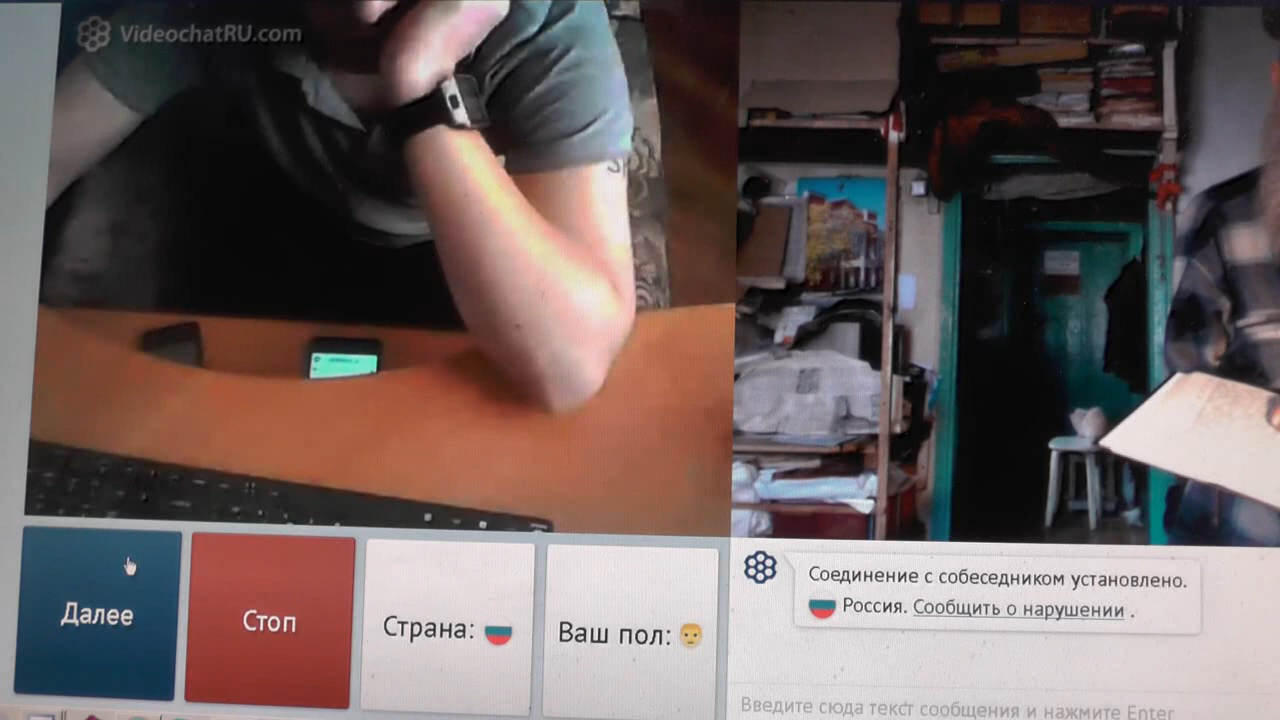 VideochatRU.com
Далее
Стоп
Страна:
Ваш пол:
Соединение с собеседником установлено.
Россия. Сообщить о нарушении .
Введите сюда текст сообщения и нажмите Enter